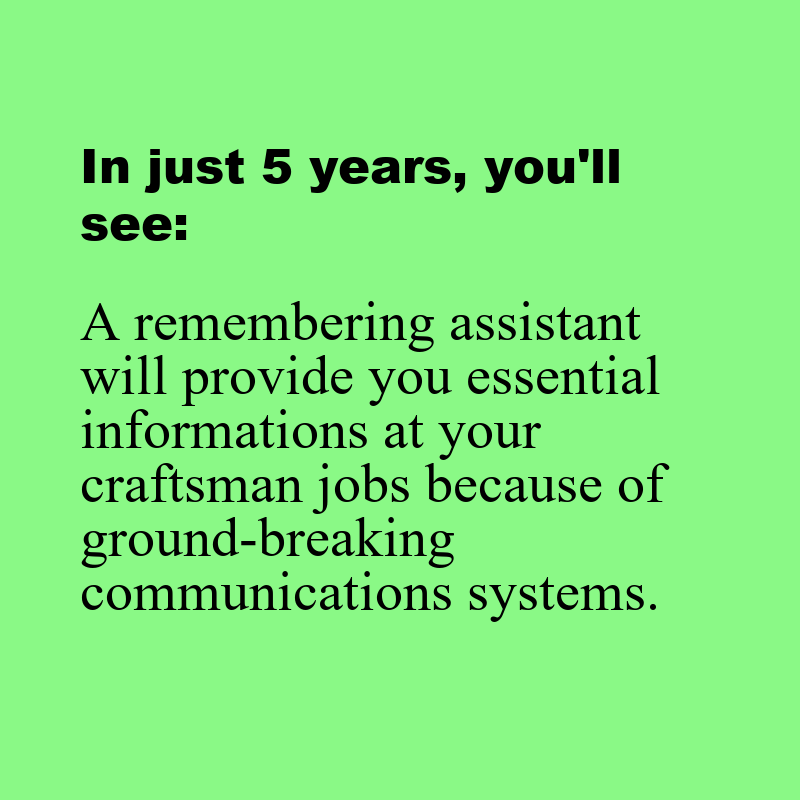 In just 5 years, you'll
see:
A remembering assistant
will provide you essential
informations at your
craftsman jobs because of
ground-breaking
communications systems.